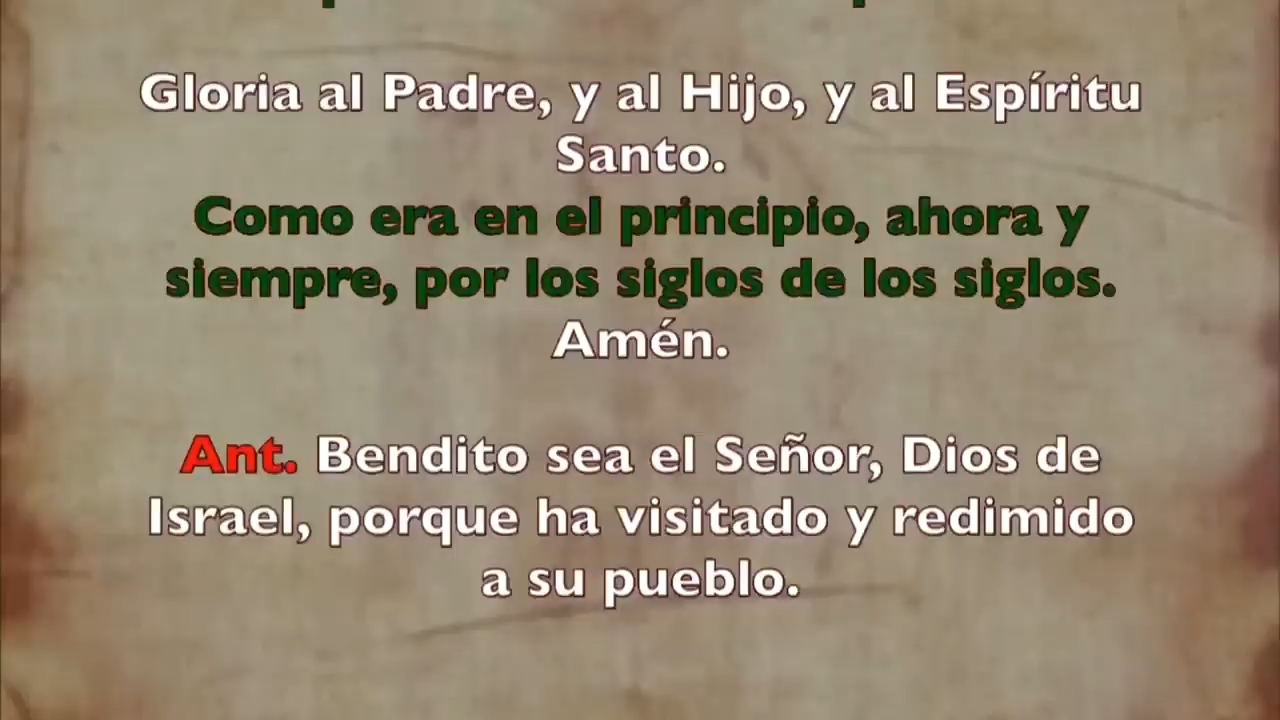 Gloria al Padre, y al Hijo, y al Espíritu
Santo.
Como era en el principio, ahora y
siempre, por los siglos de los siglos.
Amén.
Ant. Bendito sea el Señor, Dios de
Israel, porque ha visitado y redimido
a su pueblo.